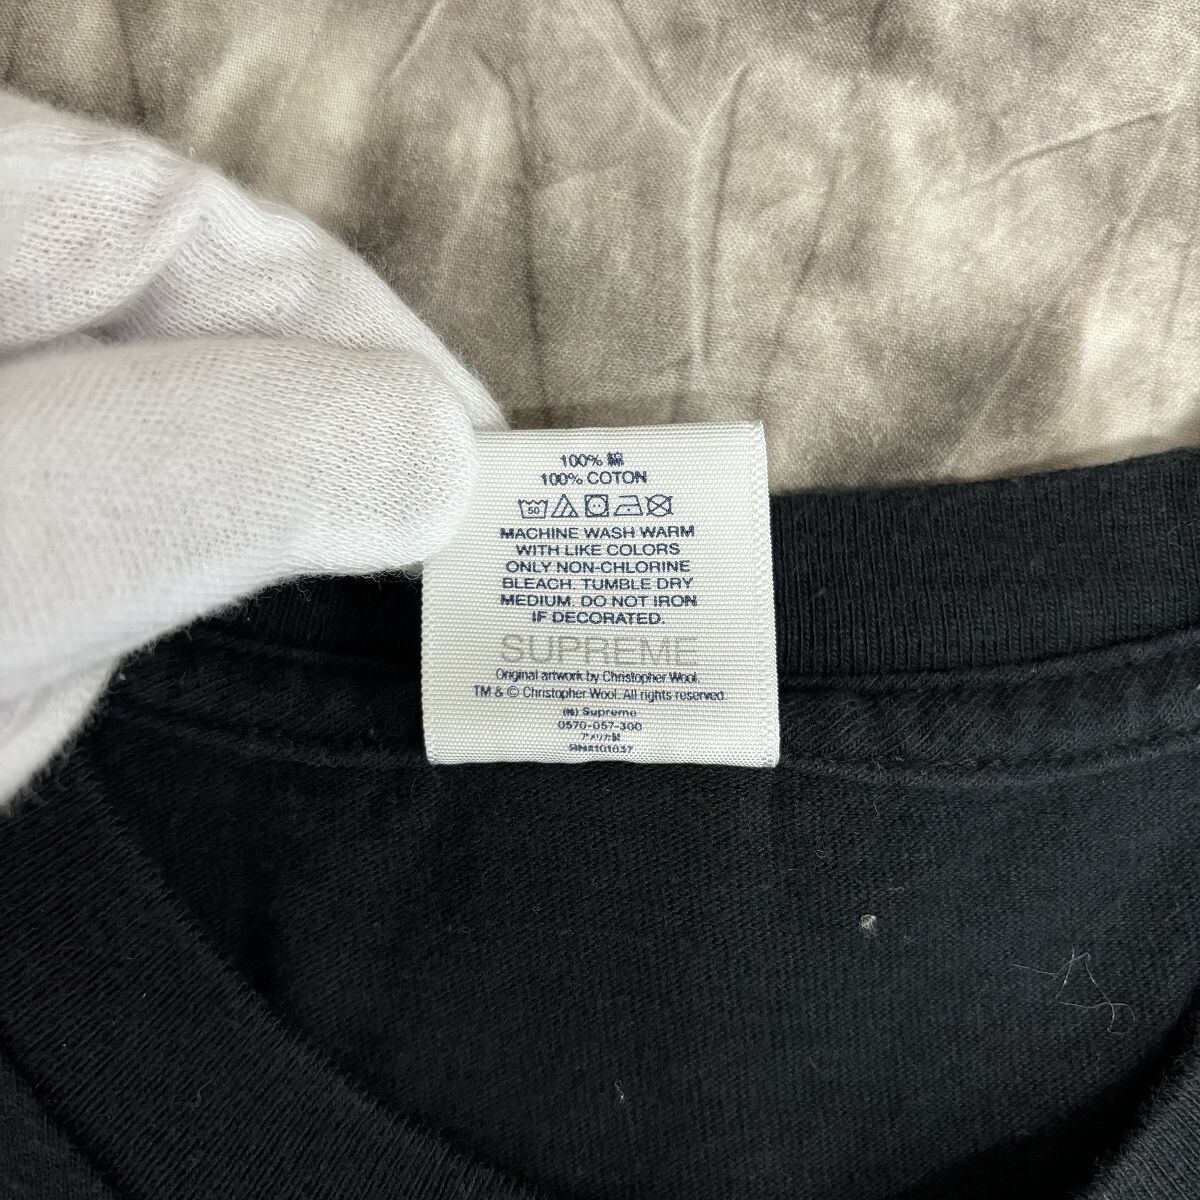 100% 綿
100% COTON
50
MACHINE WASH WARM
WITH LIKE COLORS
ONLY NON-CHLORINE
BLEACH. TUMBLE DRY
MEDIUM. DO NOT IRON
IF DECORATED.
SUPREME
Original artwork by Christopher Wool.
TM & © Christopher Wool. All rights reserved.
(株) Supreme
0570-057-300
アメリカ製
RN#101837